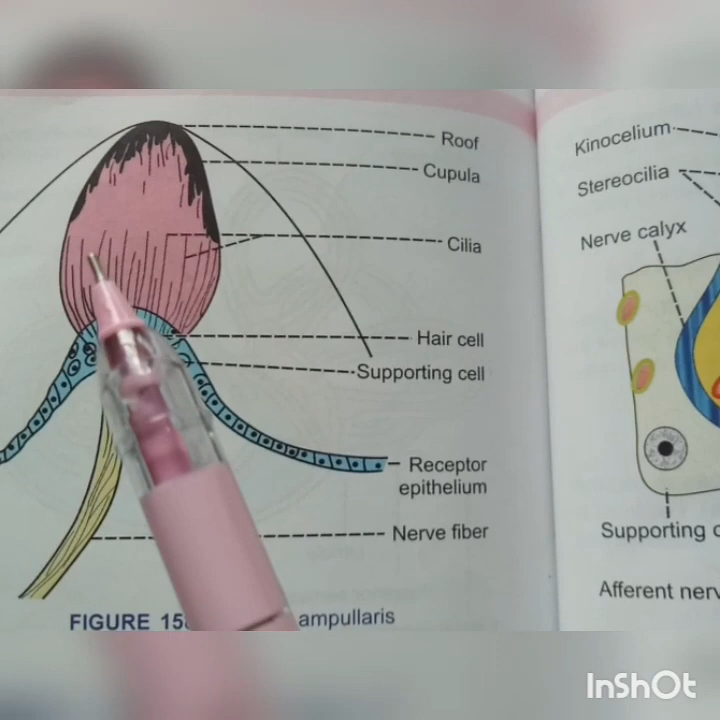 Roof
Cupula
Cilia
Hair cell
Supporting cell
Receptor
epithelium
Nerve fiber
FIGURE 15
ampullaris
Kinocelium
Stereocilia
Nerve calyx
Supporting
Afferent
InShOt